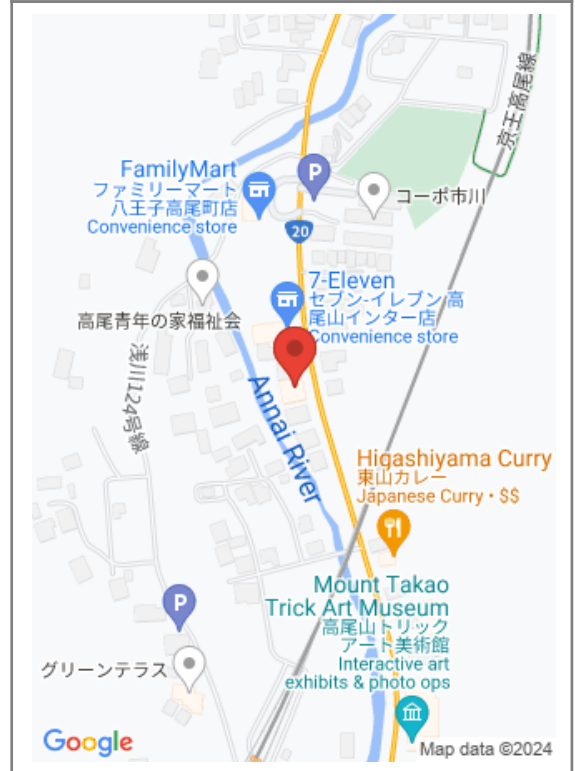 京王高尾線
FamilyMart
ファミリーマート
八王子高尾町店
Convenience store
P
コーポ市川
20
7-Eleven
セブン-イレブン 高
尾山インター店
Convenience store
高尾青年の家福祉会
浅川124号線
Annai River
Higashiyama Curry
東山カレー
Japanese Curry • $$
Mount Takao
Trick Art Museum
高尾山トリック
アート美術館
Interactive art
exhibits & photo ops
P
グリーンテラス
Google
Map data ©2024